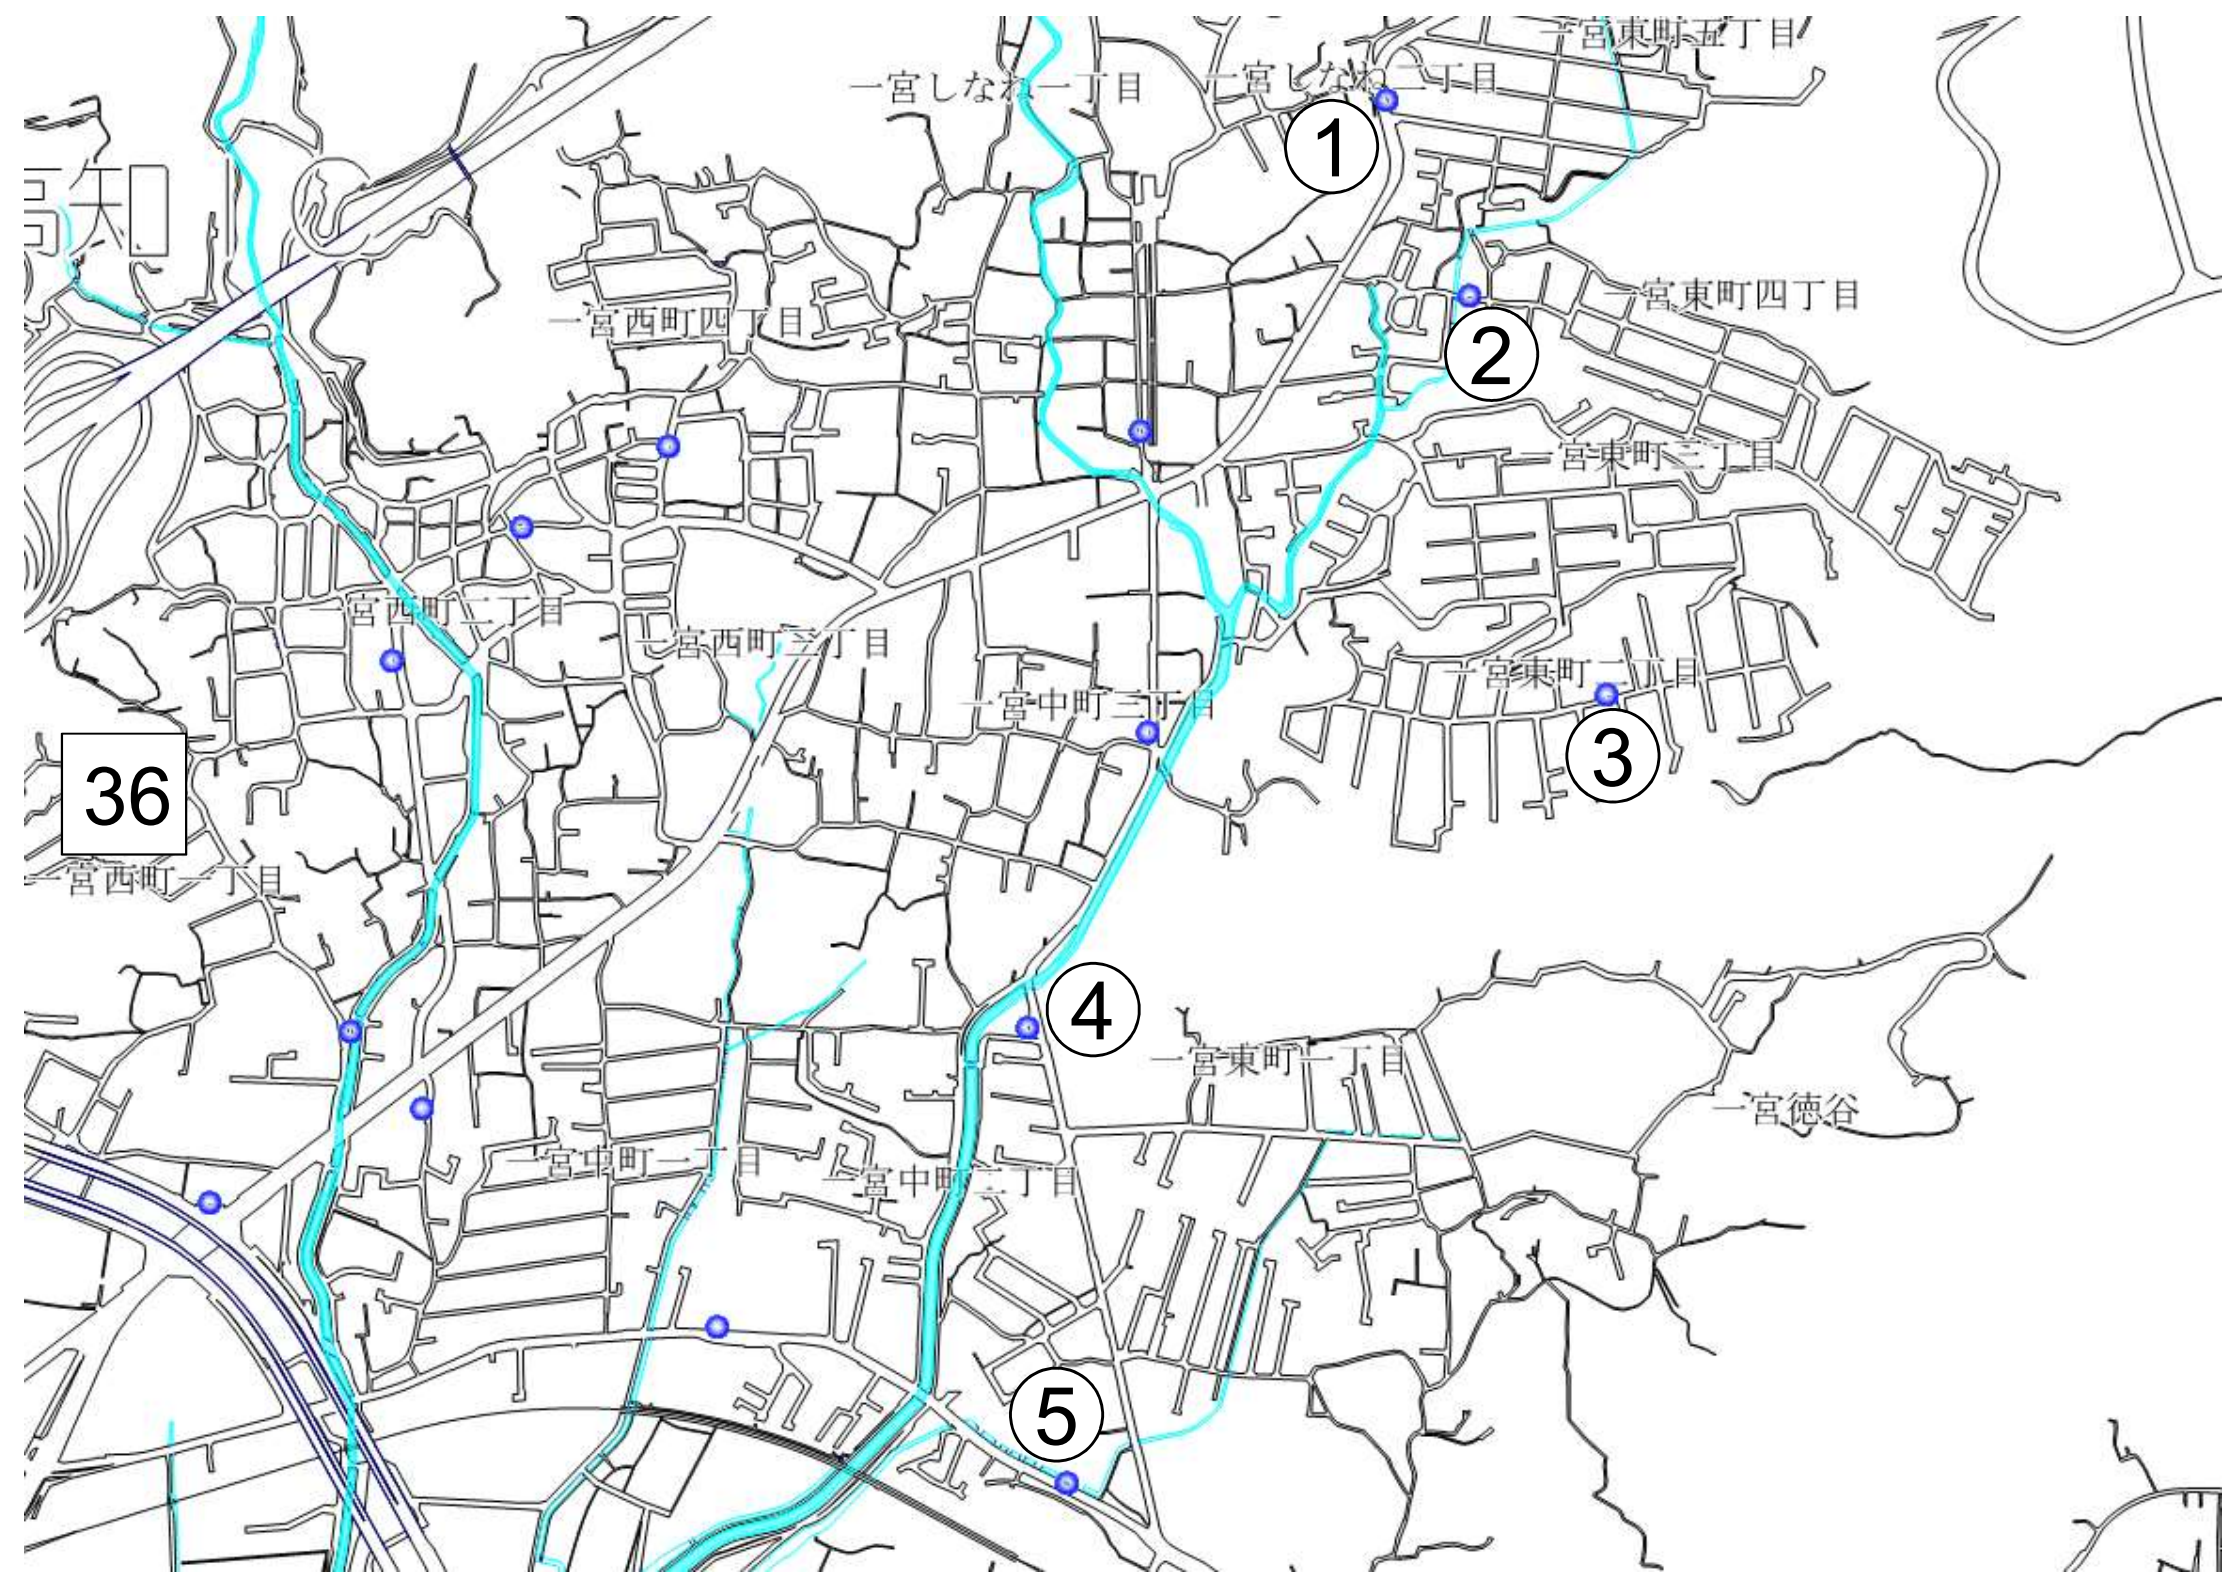 一宮東町五丁目
一宮しなね一丁目
一宮しなね二丁目
1
高知
一宮東町四丁目
一宮西町四丁目
2
一宮東町三丁目
一宮西町二丁目
一宮西町三丁目
一宮東町二丁目
一宮中町三丁目
3
36
一宮西町一丁目
4
一宮東町一丁目
一宮徳谷
一宮中町一丁目
一宮中町二丁目
5